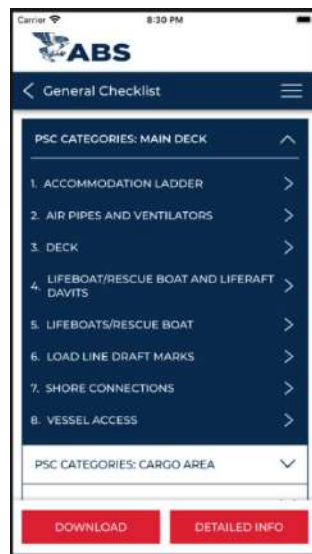 Carrier 8:30 PM
ABS
General Checklist
PSC CATEGORIES: MAIN DECK
1. ACCOMMODATION LADDER
2. AIR PIPES AND VENTILATORS
3. DECK
4. LIFEBOAT/RESCUE BOAT AND LIFERAFT
DAVITS
5. LIFEBOATS/RESCUE BOAT
6. LOAD LINE DRAFT MARKS
7. SHORE CONNECTIONS
8. VESSEL ACCESS
PSC CATEGORIES: CARGO AREA
DOWNLOAD DETAILED INFO